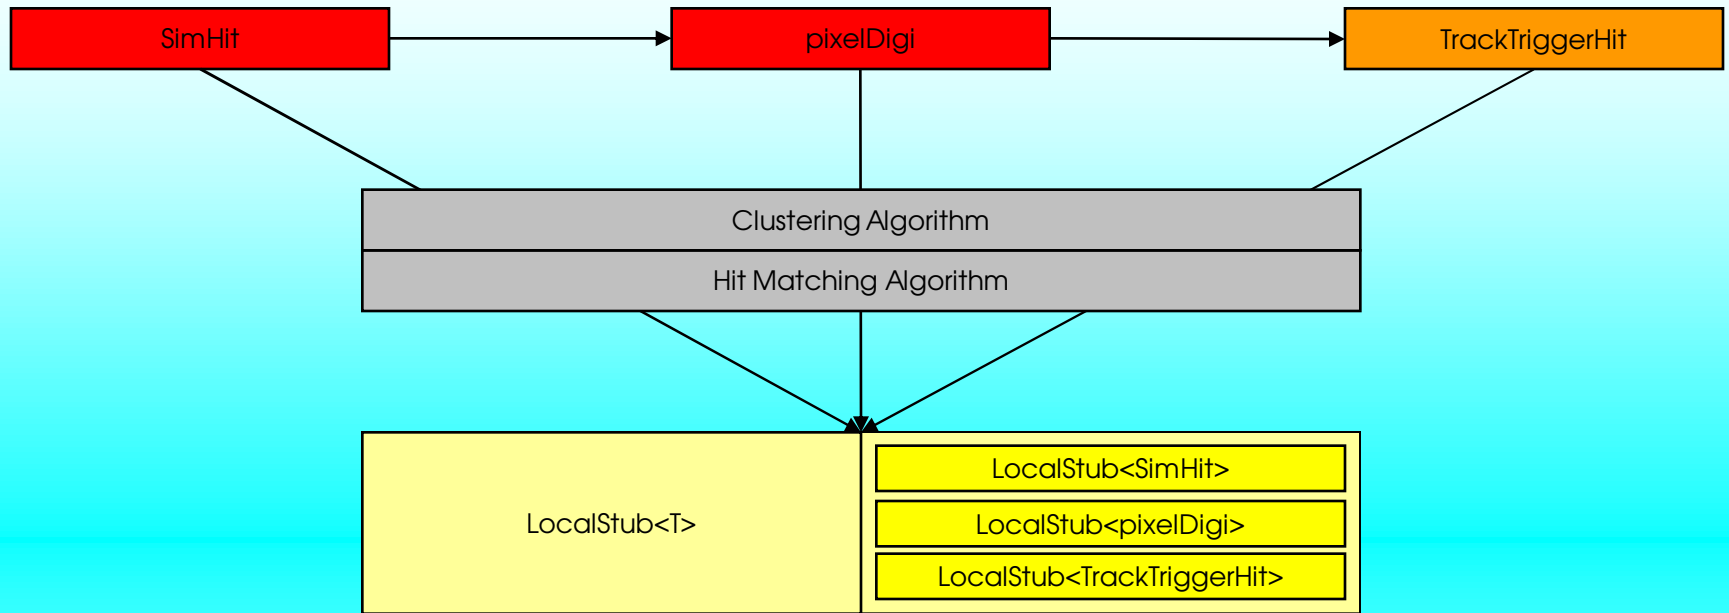 SimHit
pixelDigi
TrackTriggerHit
Clustering Algorithm
Hit Matching Algorithm
LocalStub<T>
LocalStub<SimHit>
LocalStub<pixelDigi>
LocalStub<TrackTriggerHit>